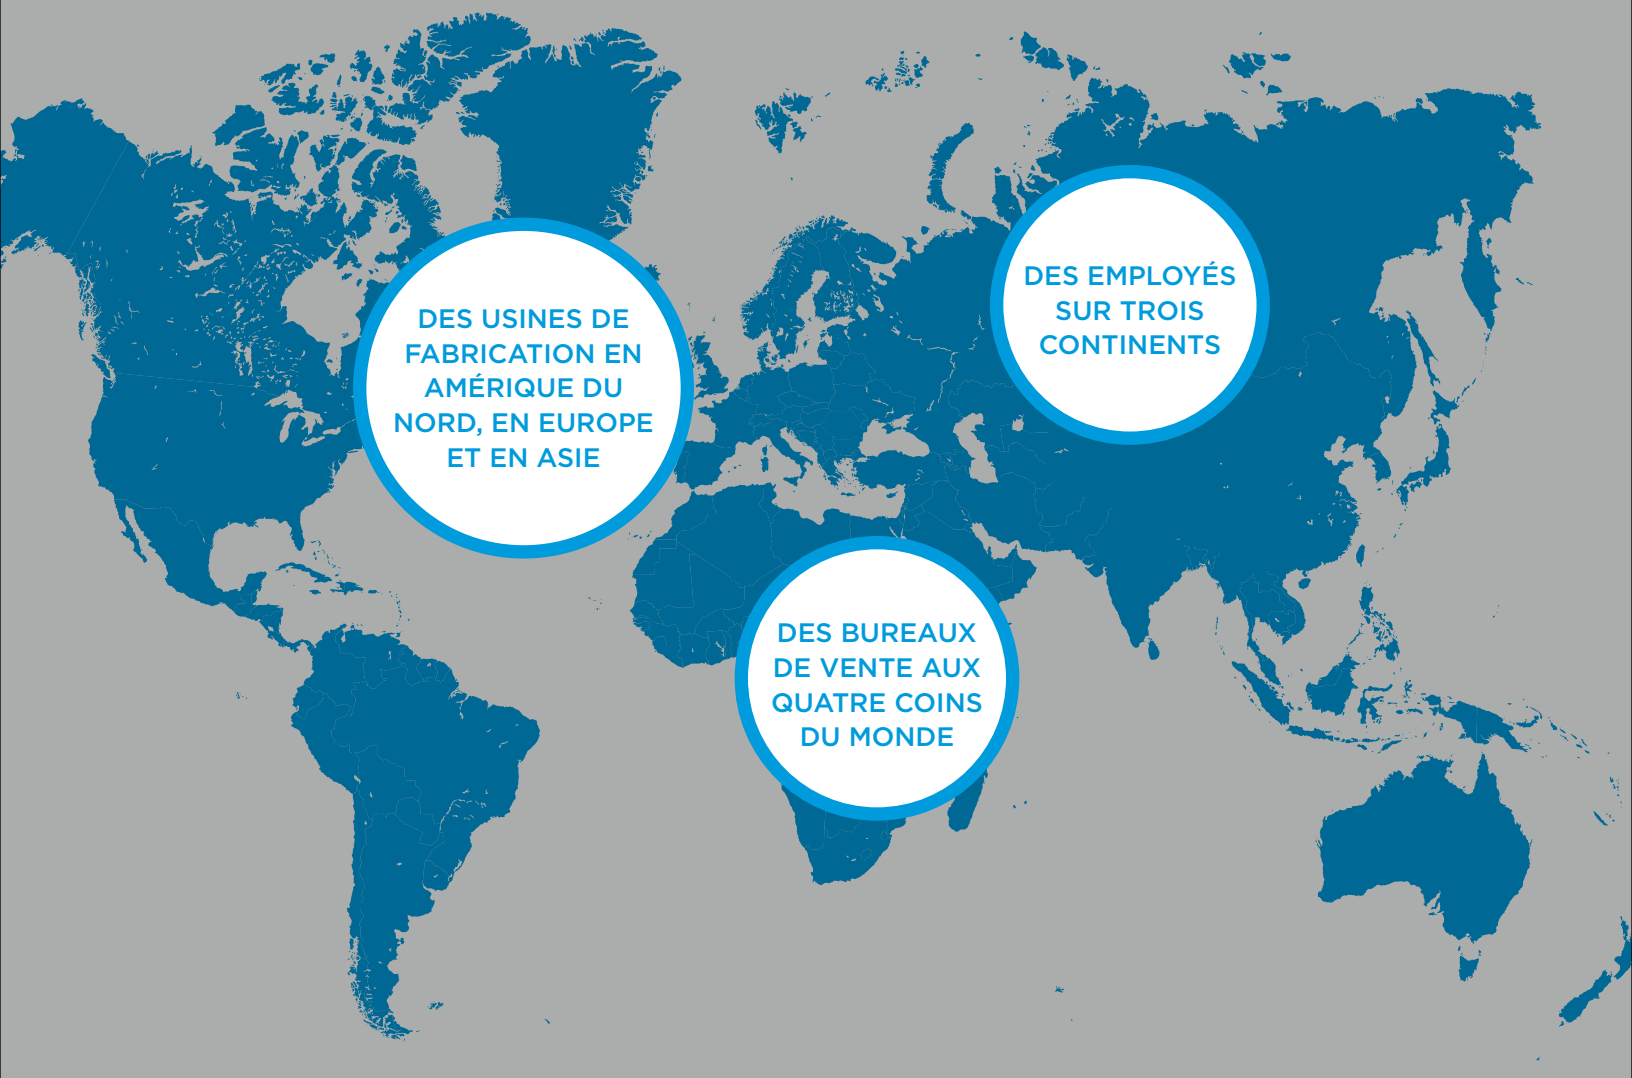 DES USINES DE
FABRICATION EN
AMÉRIQUE DU
NORD, EN EUROPE
ET EN ASIE
DES EMPLOYÉS
SUR TROIS
CONTINENTS
DES BUREAUX
DE VENTE AUX
QUATRE COINS
DU MONDE